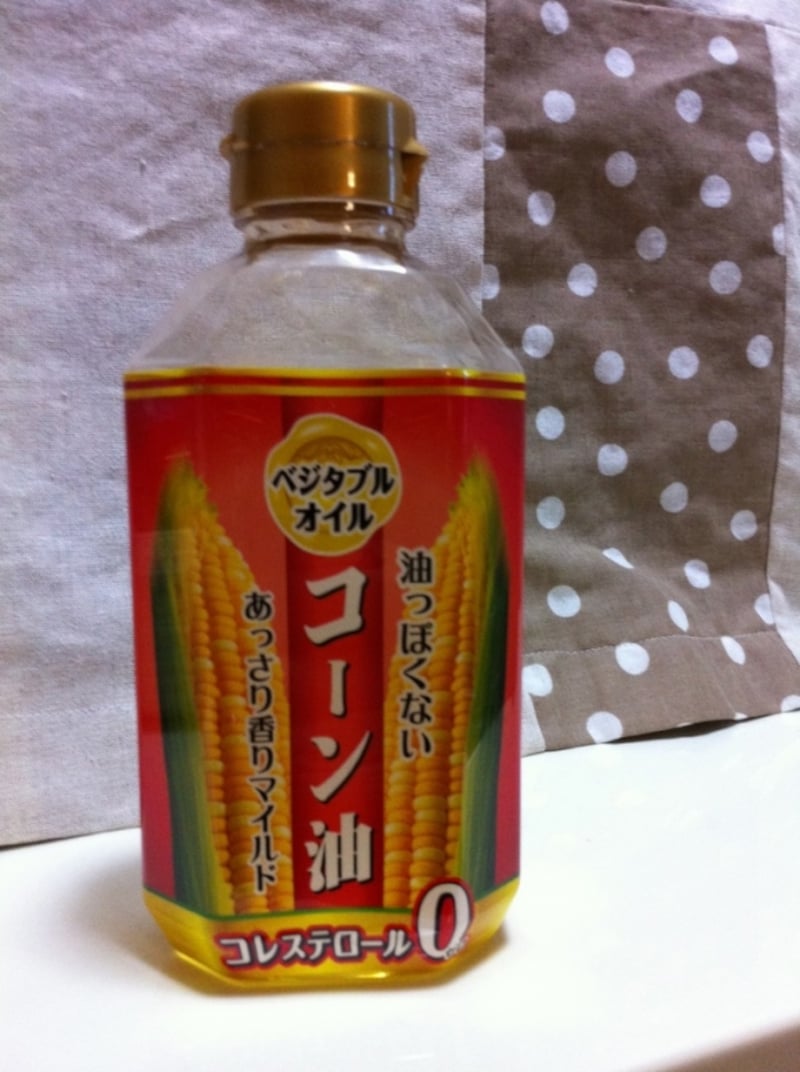 ベジタブル
オイル
油っぽくない
コーン油
あっさり香りマイルド
コレステロール0